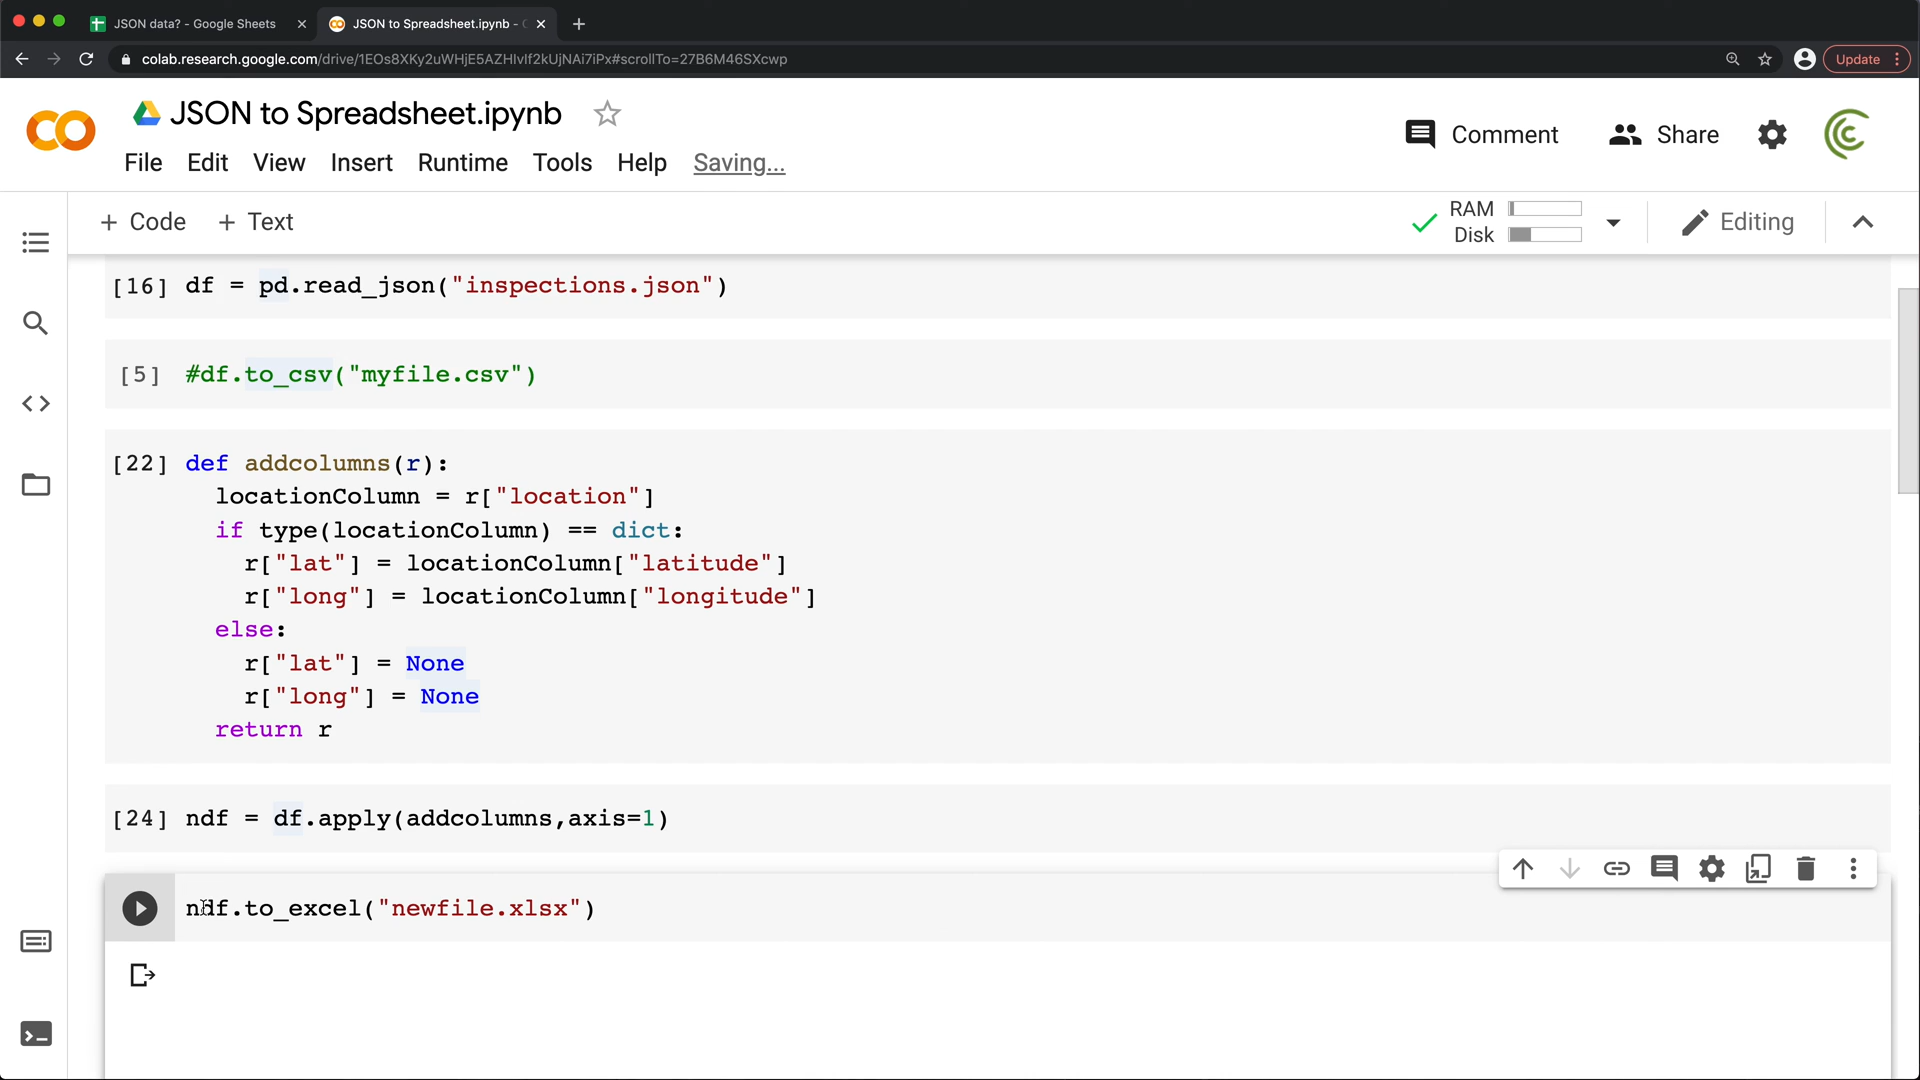 JSON data? - Google Sheets
JSON to Spreadsheet.ipynb -
colab.research.google.com/drive/1EOs8XKy2uWHjE5AZHIvIf2kUjNAi7iPx#scrollTo=27B6M46SXcwp
Update
JSON to Spreadsheet.ipynb
Comment
Share
File Edit View Insert Runtime Tools Help Saving...
+ Code + Text
RAM
Disk
Editing
[16] df = pd.read_json("inspections.json")
[5] #df.to_csv("myfile.csv")
[22] def addcolumns(r):
locationColumn = r["location"]
if type(locationColumn) == dict:
r["lat"] = locationColumn["latitude"]
r["long"] = locationColumn["longitude"]
else:
r["lat"] = None
r["long"] = None
return r
[24] ndf = df.apply(addcolumns,axis=1)
ndf.to_excel("newfile.xlsx")